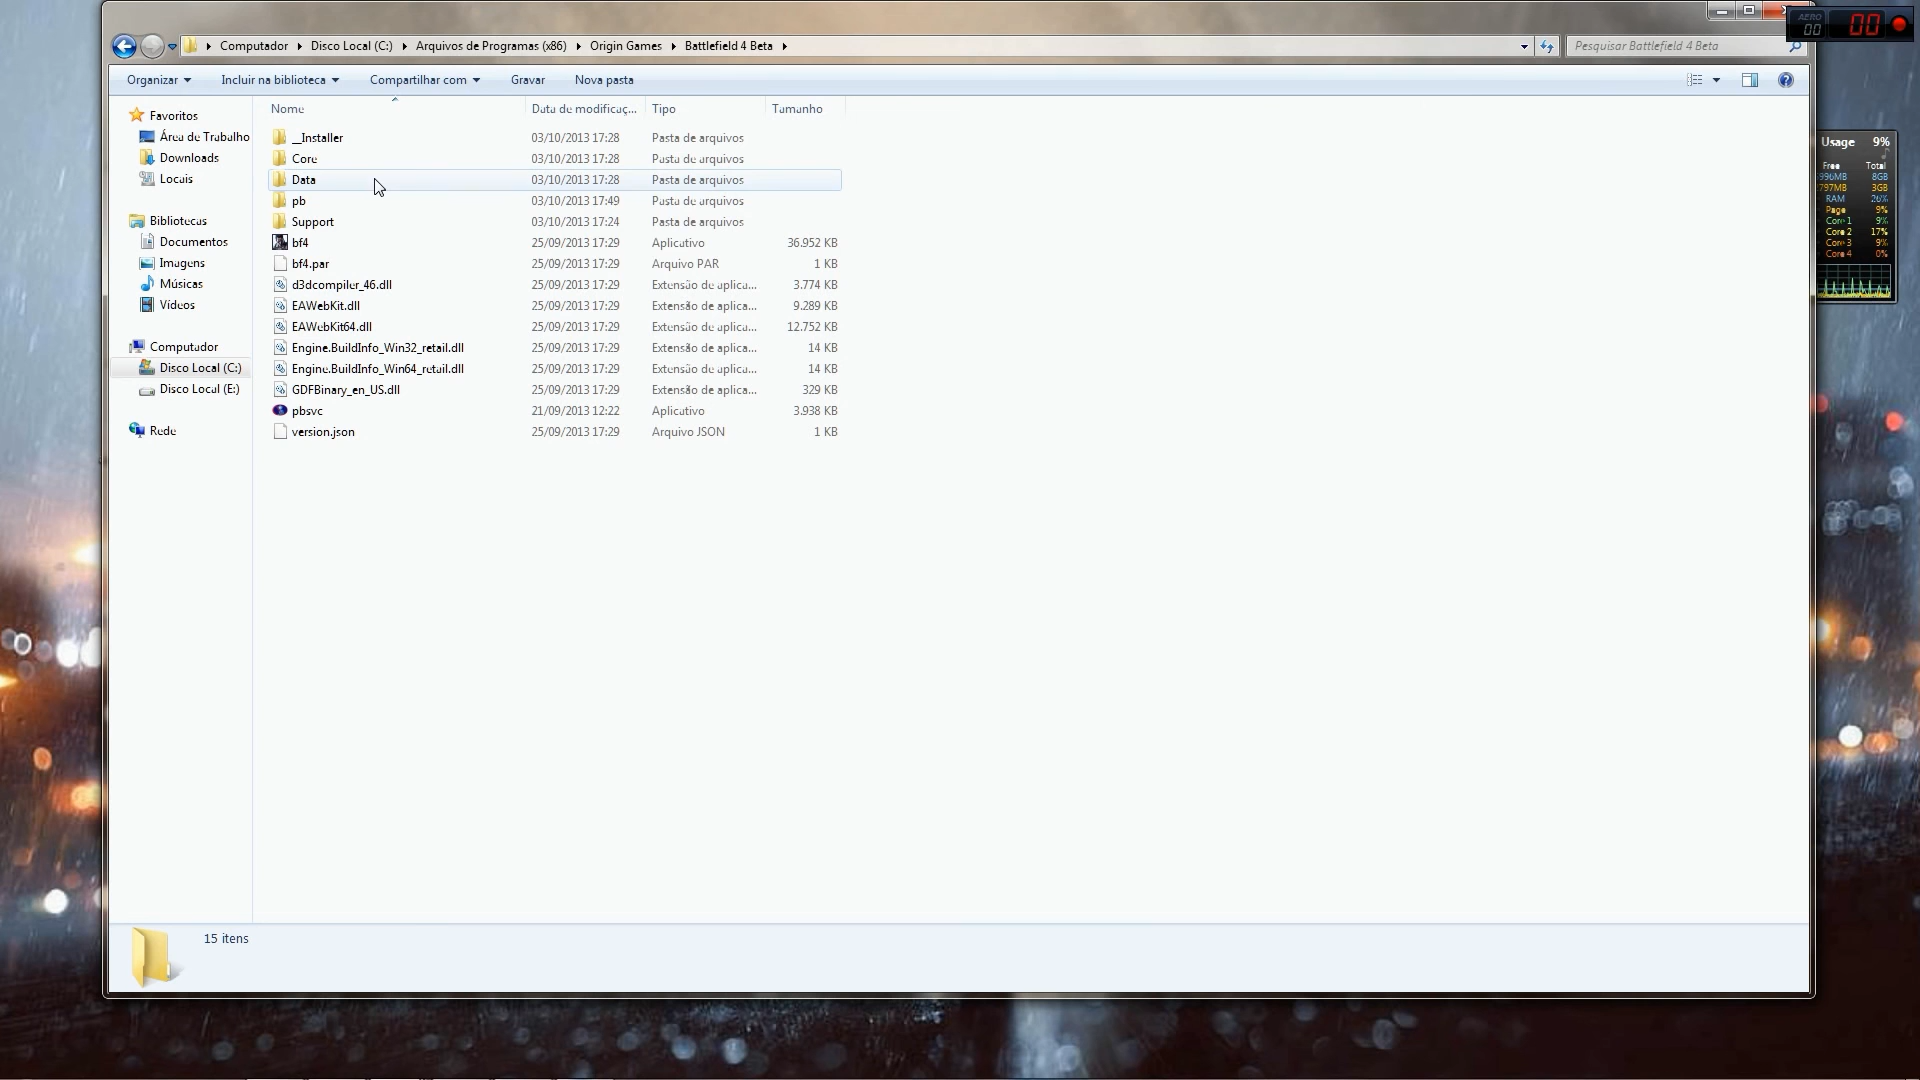 AERO
00
00
Computador Disco Local (C:) Arquivos de Programas (x86) Origin Games Battlefield 4 Beta
Pesquisar Battlefield 4 Beta
Organizar Incluir na biblioteca Compartilhar com Gravar Nova pasta
Favoritos
Área de Trabalho
Downloads
Locais
Bibliotecas
Documentos
Imagens
Músicas
Vídeos
Computador
Disco Local (C:)
Disco Local (E:)
Rede
Nome Data de modificaç... Tipo Tamanho
__Installer 03/10/2013 17:28 Pasta de arquivos
Core 03/10/2013 17:28 Pasta de arquivos
Data 03/10/2013 17:28 Pasta de arquivos
pb 03/10/2013 17:49 Pasta de arquivos
Support 03/10/2013 17:24 Pasta de arquivos
bf4 25/09/2013 17:29 Aplicativo 36.952 KB
bf4.par 25/09/2013 17:29 Arquivo PAR 1 KB
d3dcompiler_46.dll 25/09/2013 17:29 Extensão de aplica... 3.774 KB
EAWebKit.dll 25/09/2013 17:29 Extensão de aplica... 9.289 KB
EAWebKit64.dll 25/09/2013 17:29 Extensão de aplica... 12.752 KB
Engine.BuildInfo_Win32_retail.dll 25/09/2013 17:29 Extensão de aplica... 14 KB
Engine.BuildInfo_Win64_retail.dll 25/09/2013 17:29 Extensão de aplica... 14 KB
GDFBinary_en_US.dll 25/09/2013 17:29 Extensão de aplica... 329 KB
pbsvc 21/09/2013 12:22 Aplicativo 3.938 KB
version.json 25/09/2013 17:29 Arquivo JSON 1 KB
Usage 9%
Free Total
996MB 8GB
797MB 3GB
RAM 26%
Page 9%
Core 1 9%
Core 2 17%
Core 3 9%
Core 4 0%
15 itens